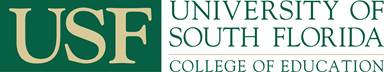 USF
UNIVERSITY OF
SOUTH FLORIDA
COLLEGE OF EDUCATION